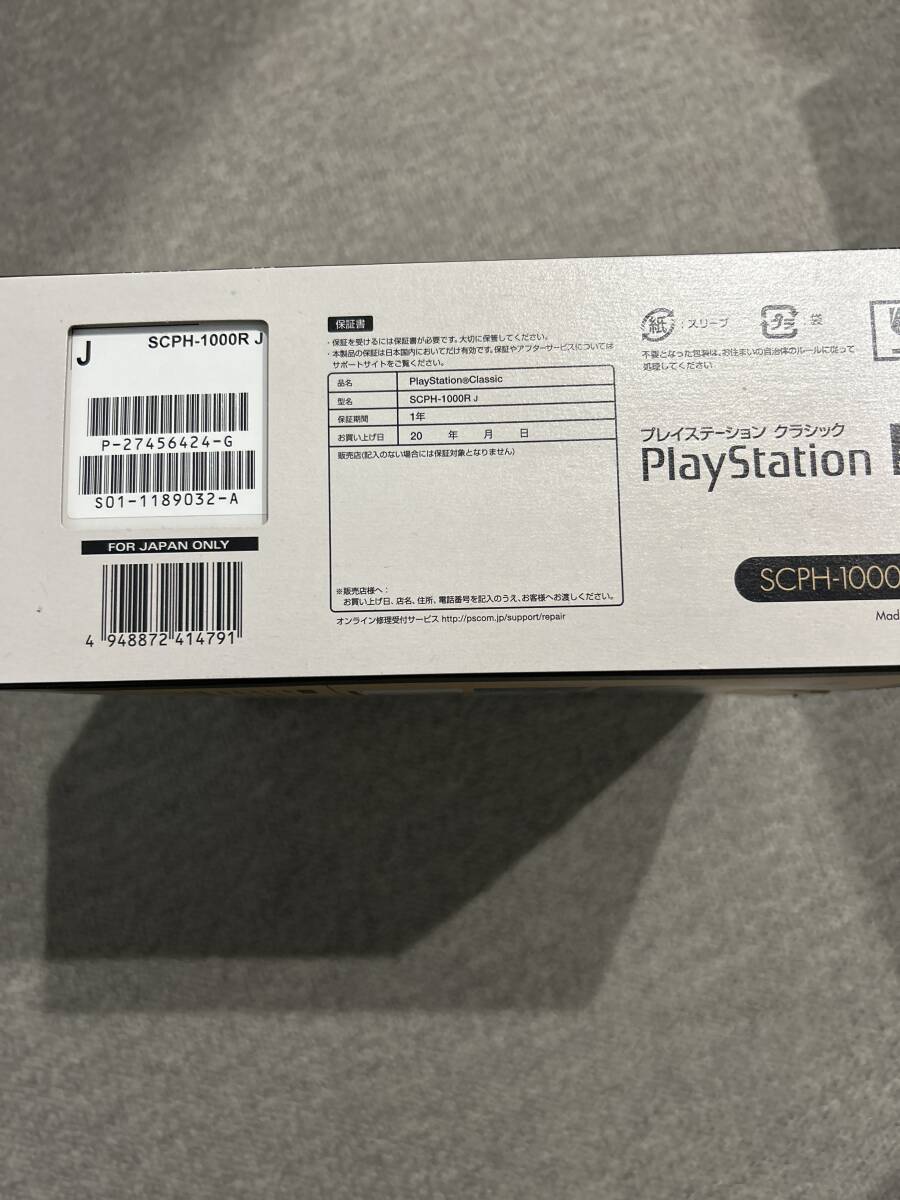 SCPH-1000R J
J
P-27456424-G
S01-1189032-A
FOR JAPAN ONLY
4 948872 414791
保証書
・保証を受けるには保証書が必要です。大切に保管してください。
・本製品の保証は日本国内においてだけ有効です。保証やアフターサービスについては
サポートサイトをご覧ください。
品名 PlayStation®Classic
型名 SCPH-1000R J
保証期間 1年
お買い上げ日 20 年 月 日
販売店(記入のない場合には保証対象となりません)
※販売店様へ：
お買い上げ日、店名、住所、電話番号を記入のうえ、お客様へお渡しください。
オンライン修理受付サービス http://pscom.jp/support/repair
紙 : スリーブ
プラ 袋
不要となった包装は、お住まいの自治体のルールに従って
処理してください
プレイステーション クラシック
PlayStation
SCPH-1000
Mad